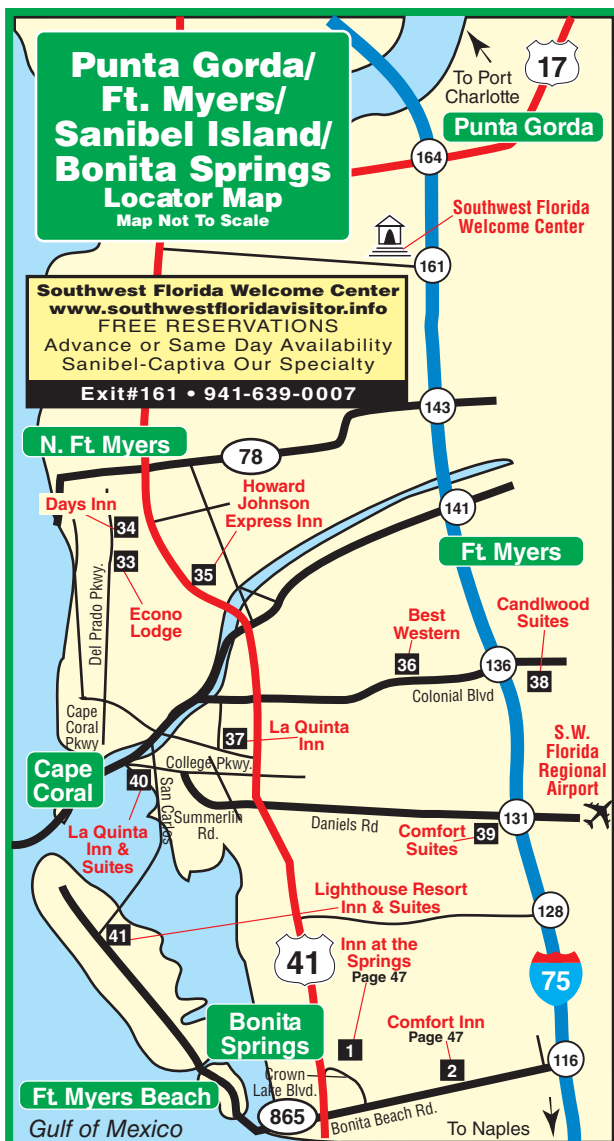 Punta Gorda/
Ft. Myers/
Sanibel Island/
Bonita Springs
Locator Map
Map Not To Scale
To Port
Charlotte
17
Punta Gorda
164
Southwest Florida
Welcome Center
161
Southwest Florida Welcome Center
www.southwestfloridavisitor.info
FREE RESERVATIONS
Advance or Same Day Availability
Sanibel-Captiva Our Specialty
Exit#161 • 941-639-0007
143
N. Ft. Myers
78
Days Inn
34
Howard
Johnson
Express Inn
141
33
35
Ft. Myers
Del Prado Pkwy.
Econo
Lodge
Best
Western
36
Candlwood
Suites
136
38
Colonial Blvd
Cape
Coral
Pkwy
37
La Quinta
Inn
S.W.
Florida
Regional
Airport
Cape
Coral
College Pkwy.
40
San Carlos
Summerlin
Rd.
Daniels Rd
131
La Quinta
Inn &
Suites
Comfort
Suites
39
Lighthouse Resort
Inn & Suites
128
41
41
Inn at the
Springs
Page 47
75
Bonita
Springs
1
Comfort Inn
Page 47
2
116
Crown
Lake Blvd.
Ft. Myers Beach
865
Bonita Beach Rd.
Gulf of Mexico
To Naples